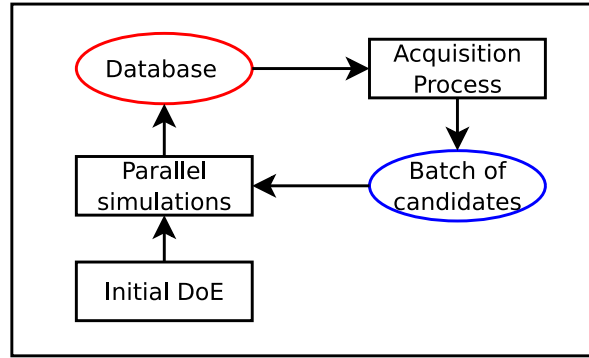 Database
Acquisition
Process
Parallel
simulations
Batch of
candidates
Initial DoE